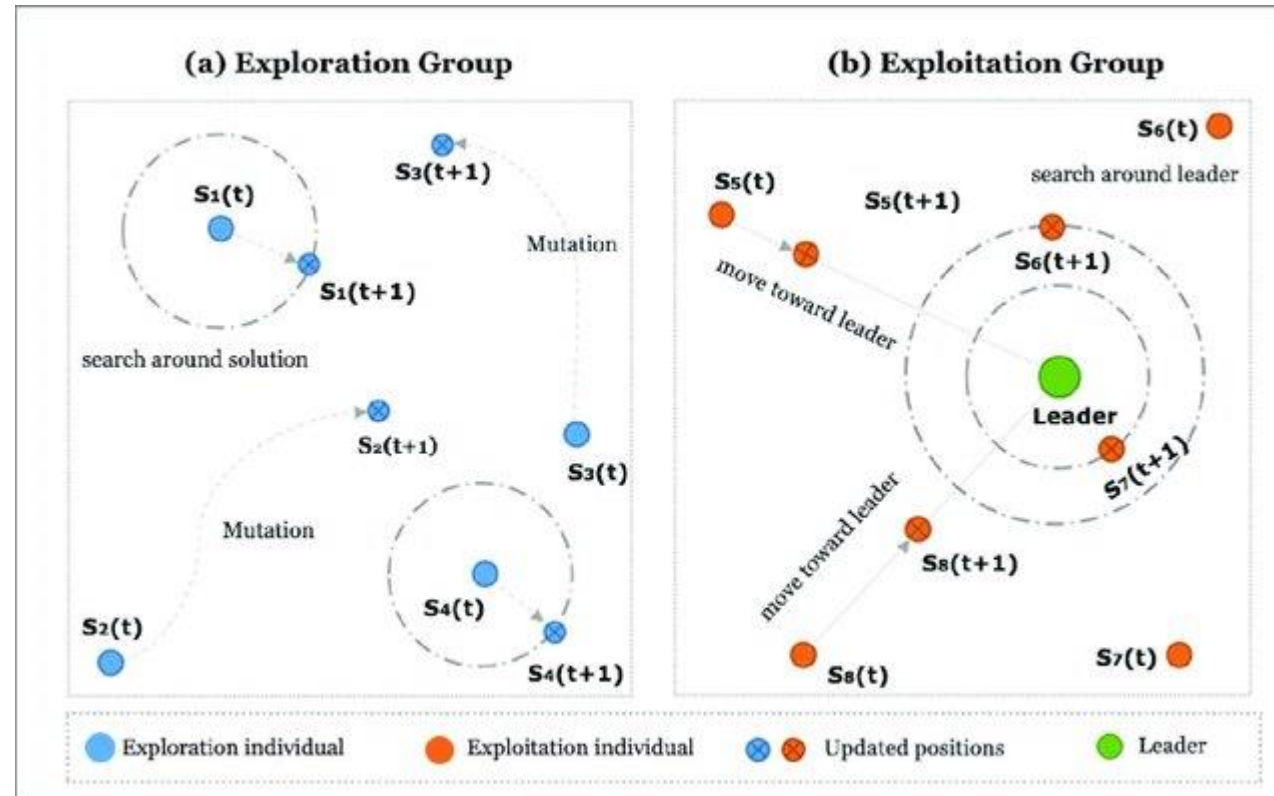 (a) Exploration Group
S1(t)
S3(t+1)
Mutation
S1(t+1)
search around solution
S2(t+1)
S3(t)
Mutation
S4(t)
S2(t)
S4(t+1)
(b) Exploitation Group
S6(t)
search around leader
S5(t)
S5(t+1)
S6(t+1)
move toward leader
Leader
S7(t+1)
move toward leader
S8(t+1)
S7(t)
S8(t)
Exploration individual
Exploitation individual
Updated positions
Leader